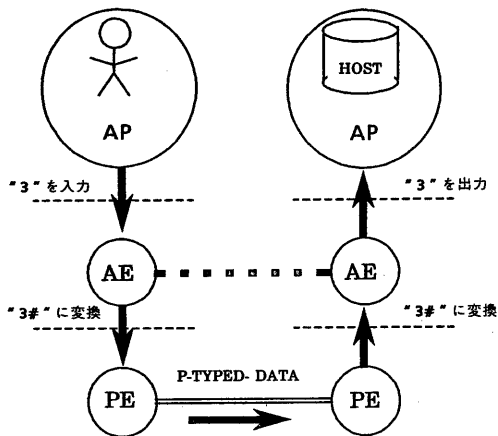 HOST
AP
AP
"3" を入力
"3" を出力
AE
AE
"3#" に変換
"3#" に変換
P-TYPED- DATA
PE
PE